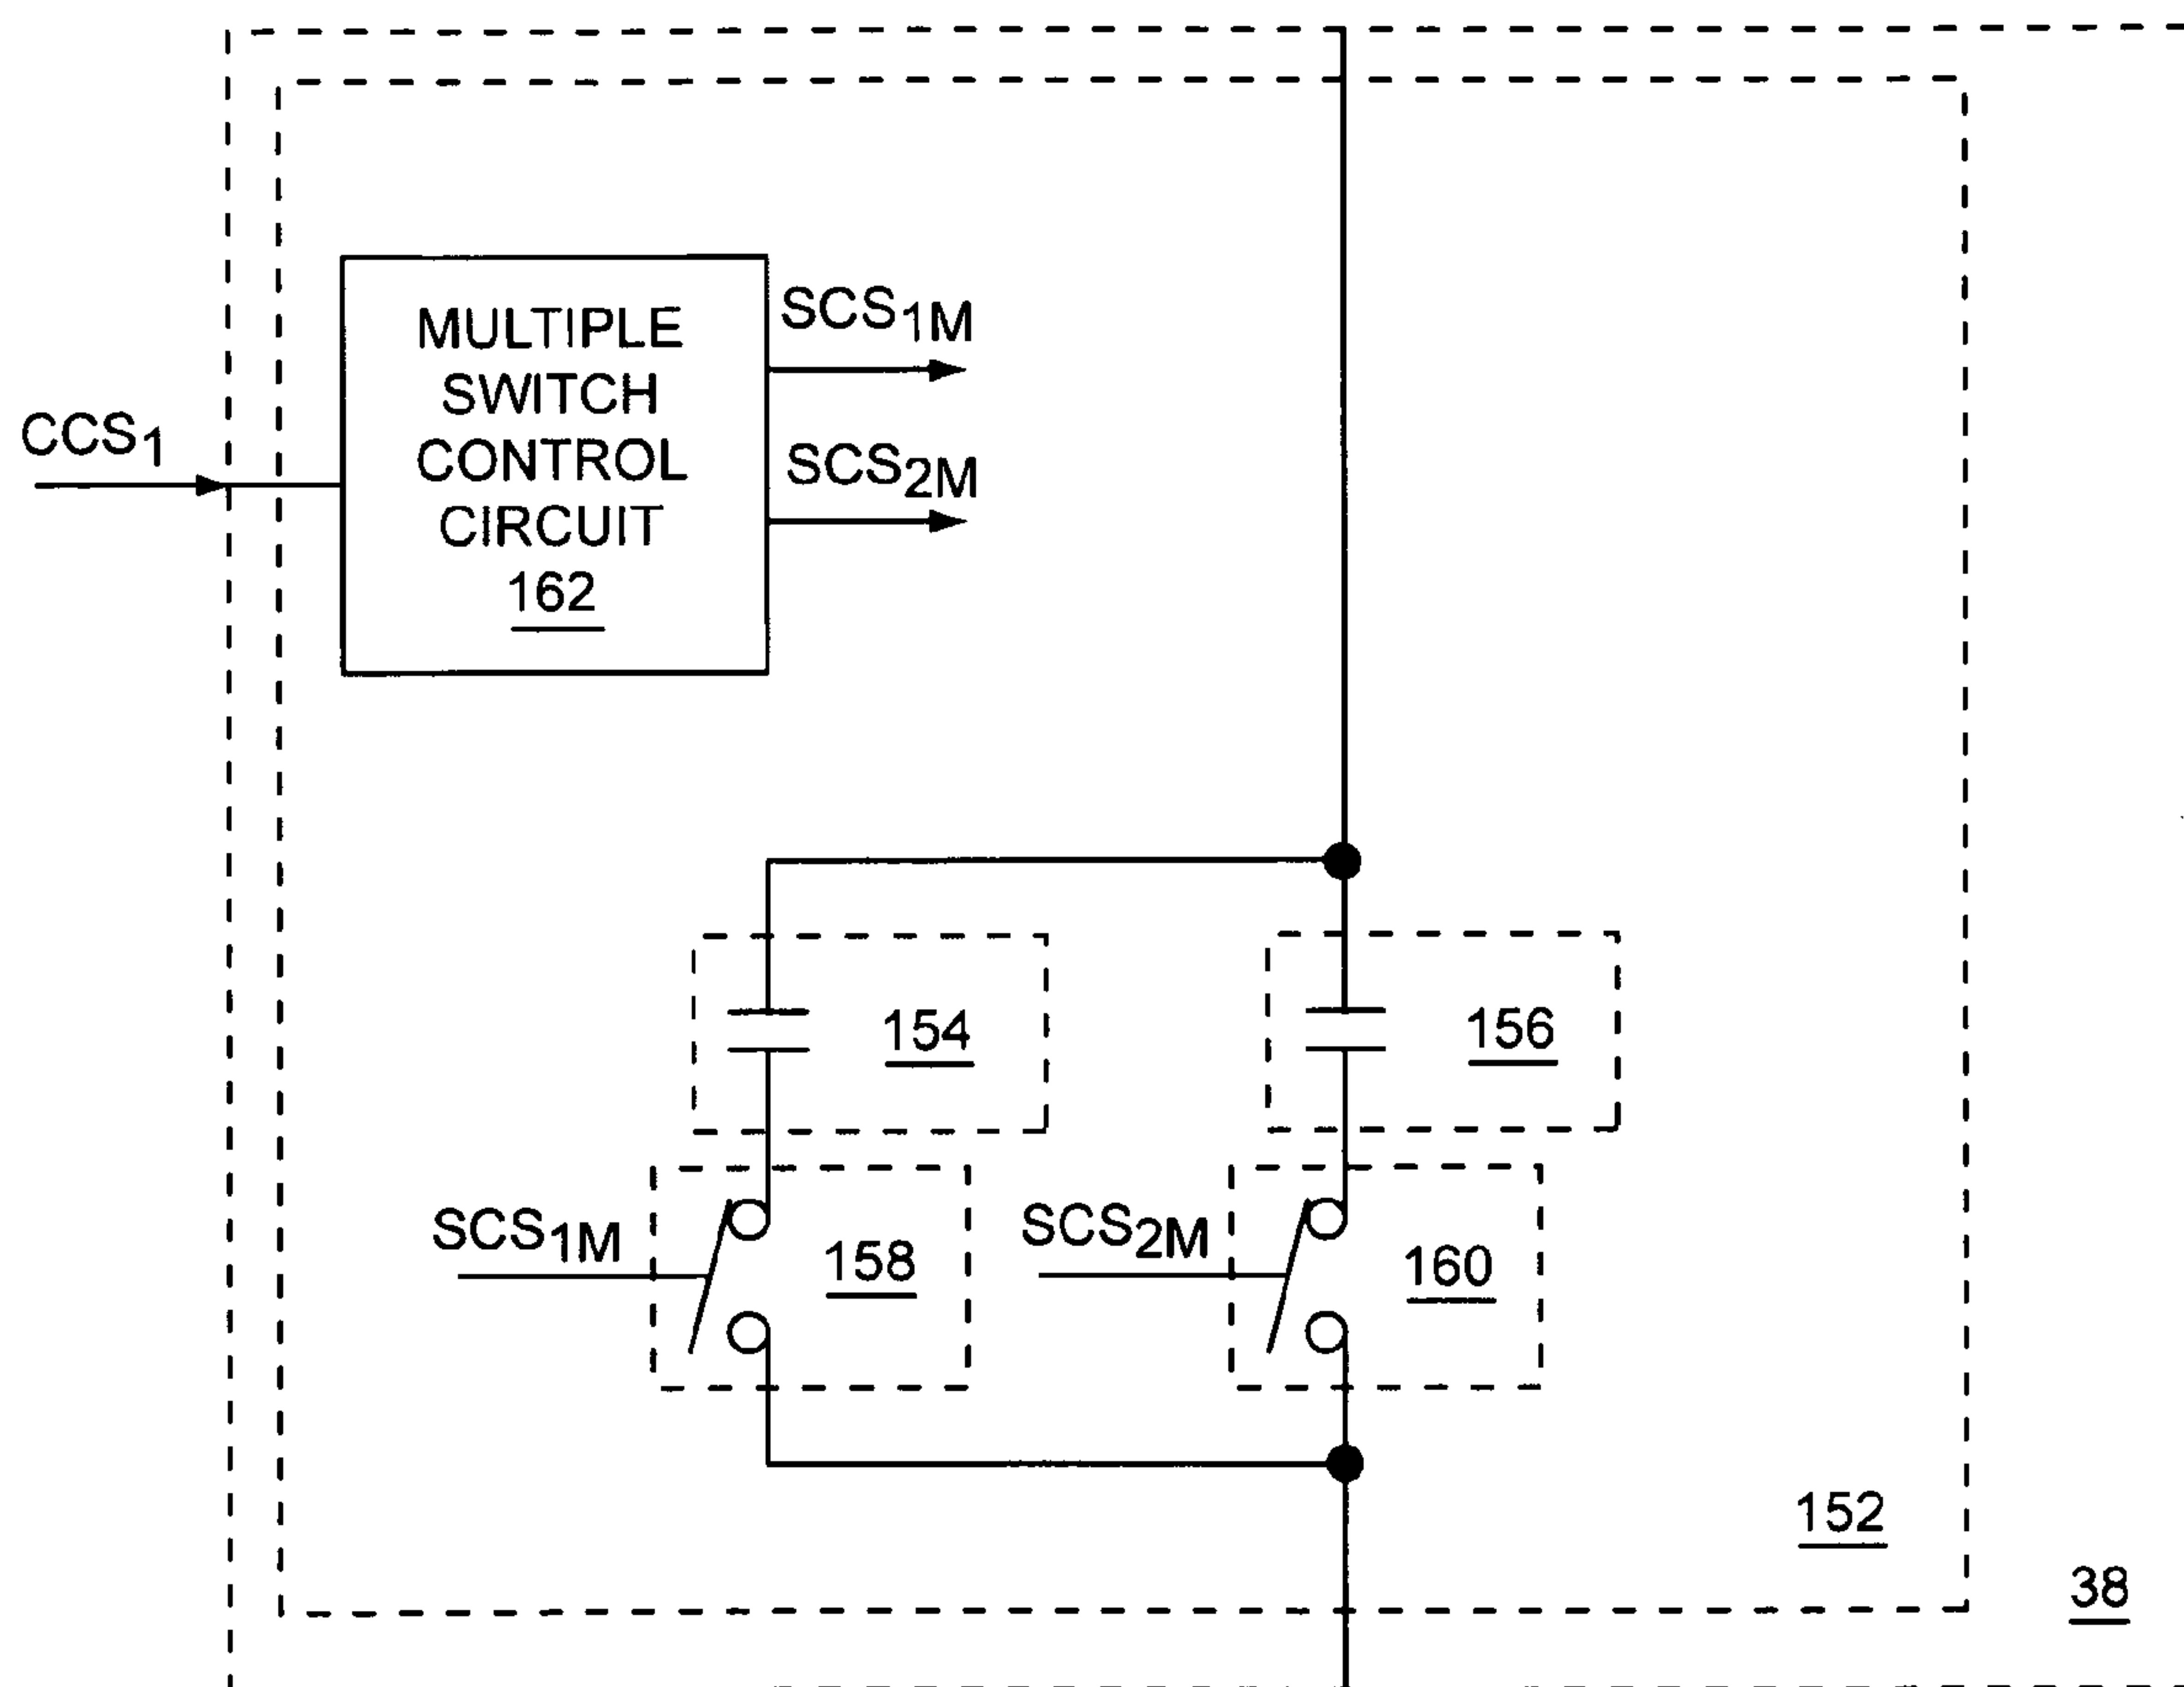 MULTIPLE
SWITCH
CONTROL
CIRCUIT
162
SCS1M
SCS2M
CCS1
154
156
SCS1M
158
SCS2M
160
152
38